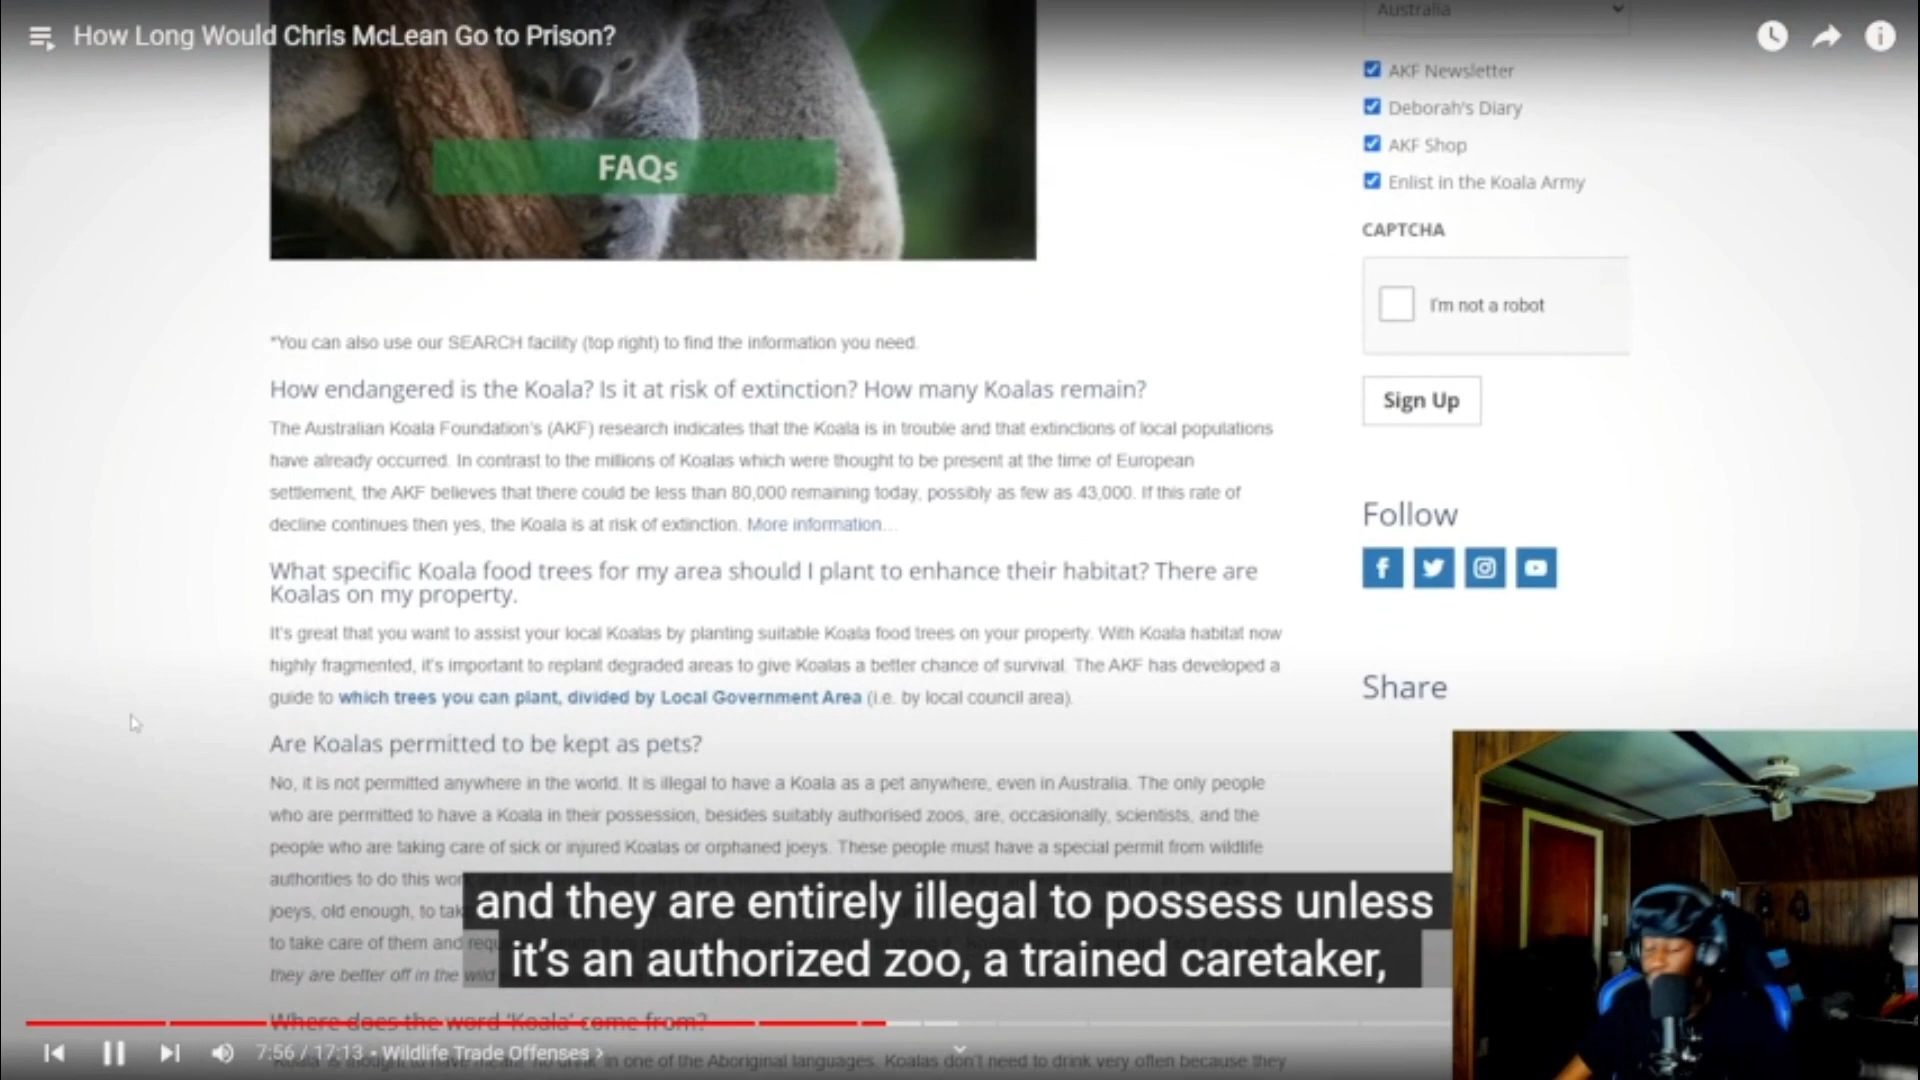 How Long Would Chris McLean Go to Prison?
Australia
FAQs
AKF Newsletter
Deborah's Diary
AKF Shop
Enlist in the Koala Army
CAPTCHA
I'm not a robot
Sign Up
Follow
Share
*You can also use our SEARCH facility (top right) to find the information you need.
How endangered is the Koala? Is it at risk of extinction? How many Koalas remain?
The Australian Koala Foundation's (AKF) research indicates that the Koala is in trouble and that extinctions of local populations
have already occurred. In contrast to the millions of Koalas which were thought to be present at the time of European
settlement, the AKF believes that there could be less than 80,000 remaining today, possibly as few as 43,000. If this rate of
decline continues then yes, the Koala is at risk of extinction. More information...
What specific Koala food trees for my area should I plant to enhance their habitat? There are
Koalas on my property.
It's great that you want to assist your local Koalas by planting suitable Koala food trees on your property. With Koala habitat now
highly fragmented, it's important to replant degraded areas to give Koalas a better chance of survival. The AKF has developed a
guide to which trees you can plant, divided by Local Government Area (i.e. by local council area).
Are Koalas permitted to be kept as pets?
No, it is not permitted anywhere in the world. It is illegal to have a Koala as a pet anywhere, even in Australia. The only people
who are permitted to have a Koala in their possession, besides suitably authorised zoos, are, occasionally, scientists, and the
people who are taking care of sick or injured Koalas or orphaned joeys. These people must have a special permit from wildlife
authorities to do this
joeys, old enough, to
to take care of them and
they are better off in the wild
and they are entirely illegal to possess unless
it's an authorized zoo, a trained caretaker,
Where does the word 'Koala' come from?
7:56 / 17:13 • Wildlife Trade Offenses >
in one of the Aboriginal languages. Koalas don't need to drink very often because they